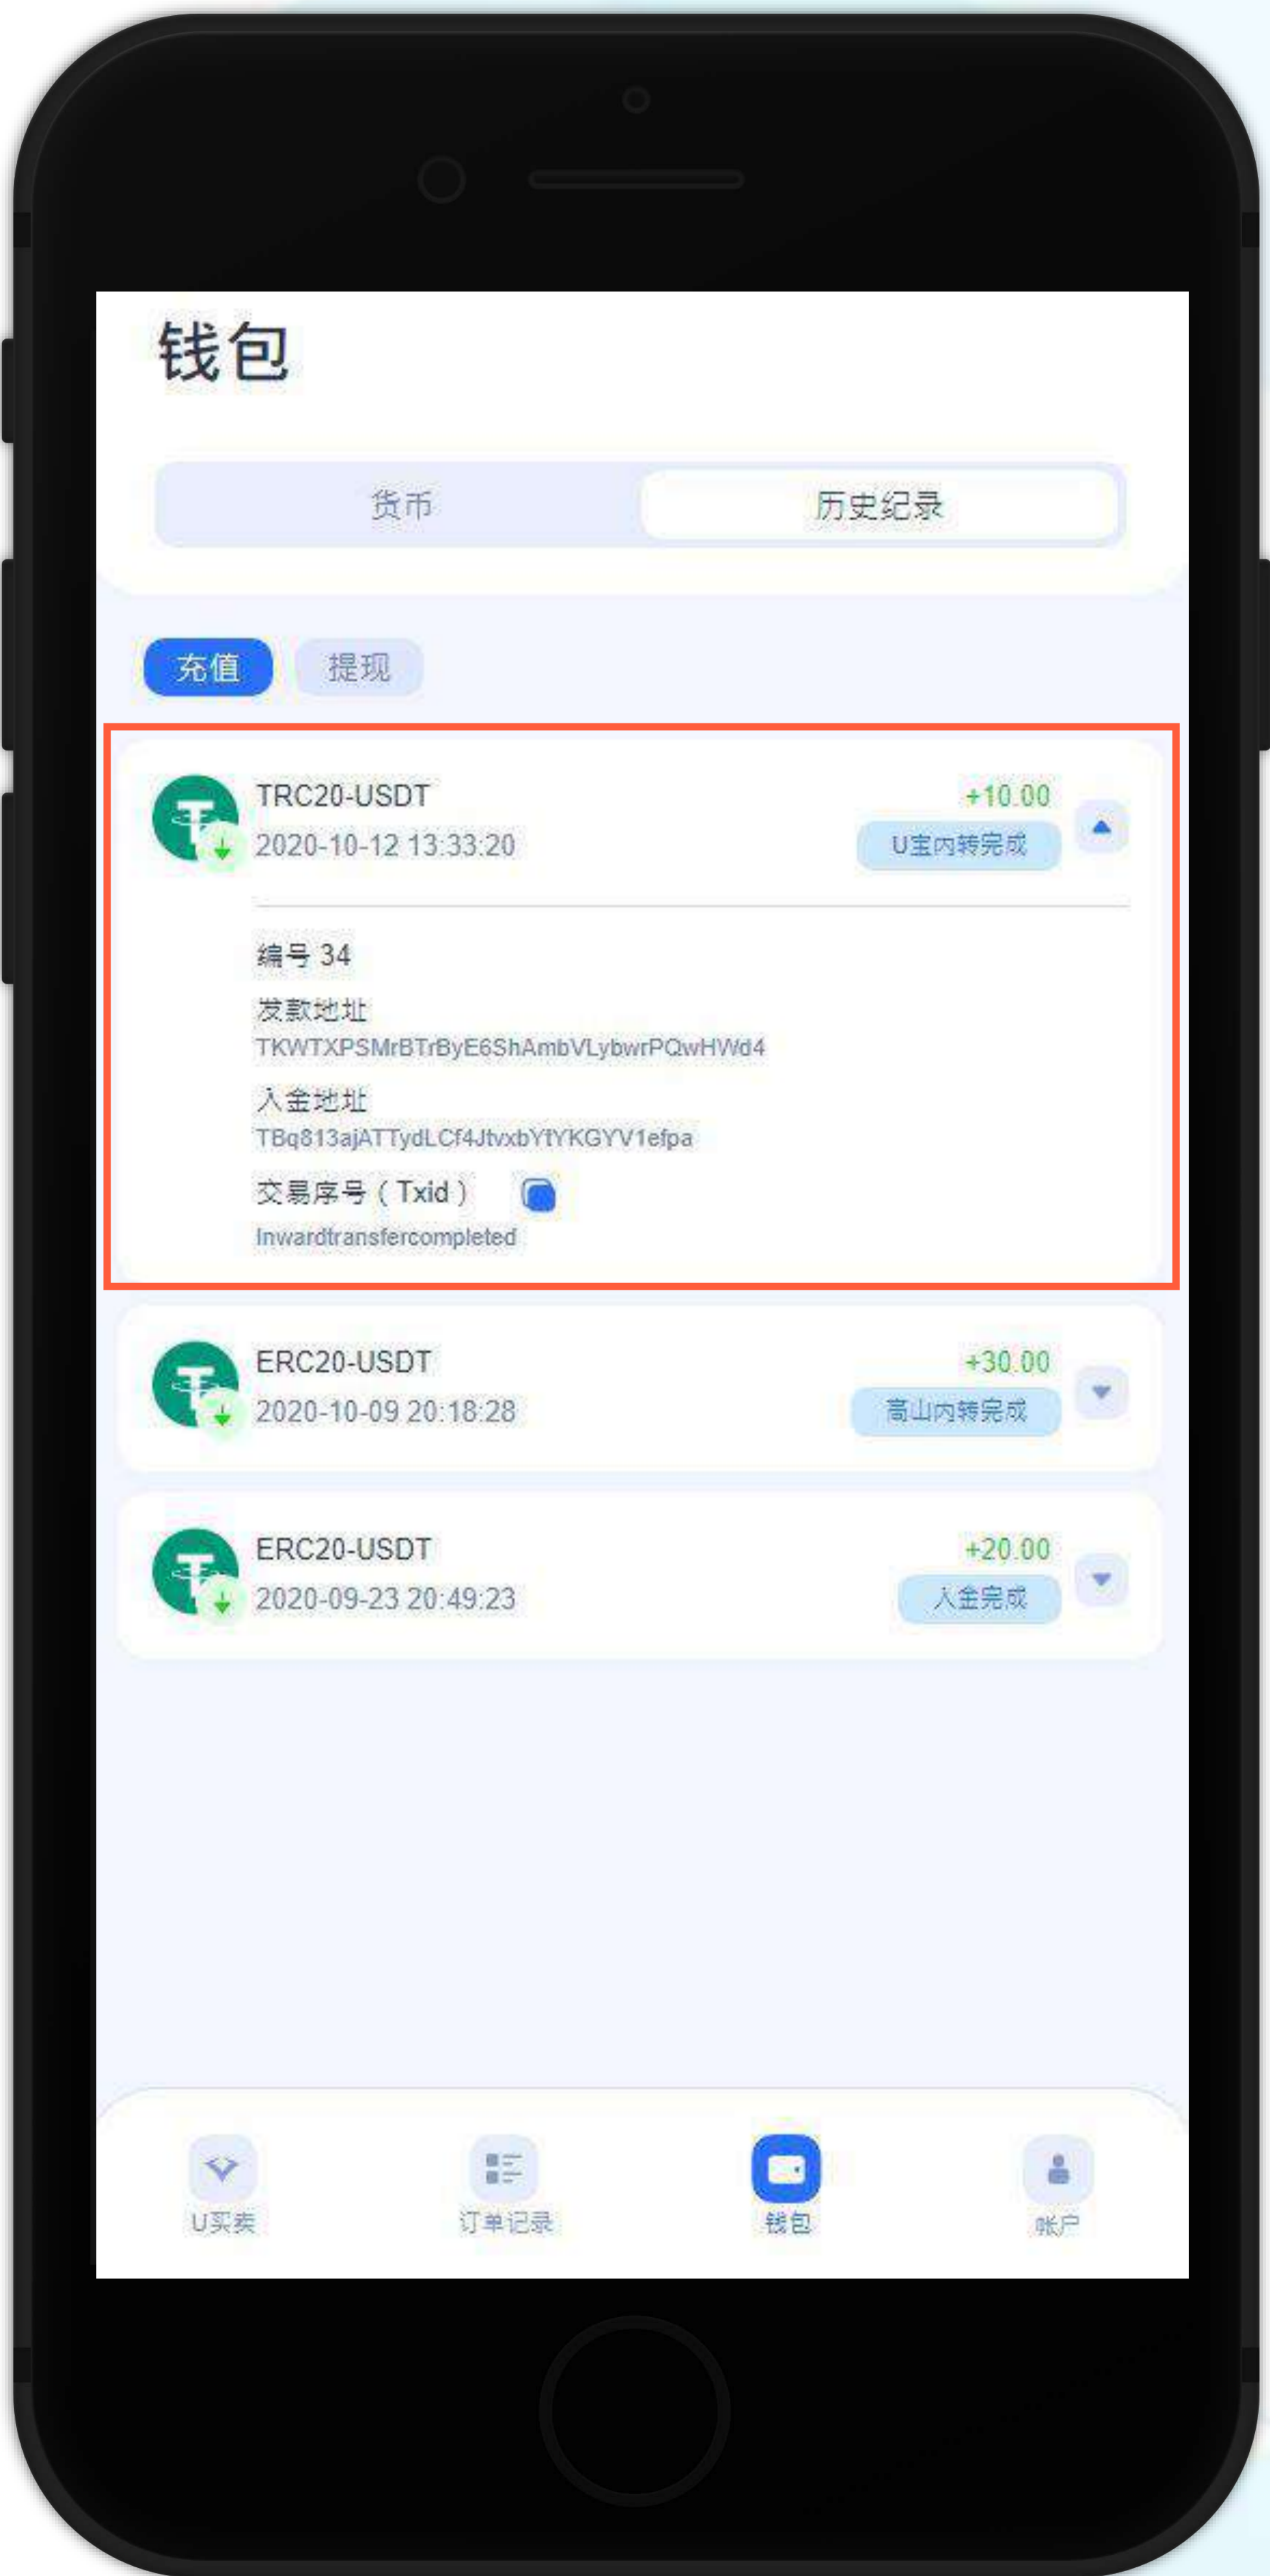 钱包
货币
历史纪录
充值
提现
TRC20-USDT
+10.00
2020-10-12 13:33:20
U宝内转完成
编号 34
发款地址
TKWTXPSMrBTrByE6ShAmbVLybwrPQwHWd4
入金地址
TBq813ajATTydLCf4JtvxbYtYKGYV1efpa
交易序号 ( Txid )
Inwardtransfercompleted
ERC20-USDT
+30.00
2020-10-09 20:18:28
高山内转完成
ERC20-USDT
+20.00
2020-09-23 20:49:23
入金完成
U买卖
订单记录
钱包
帐户